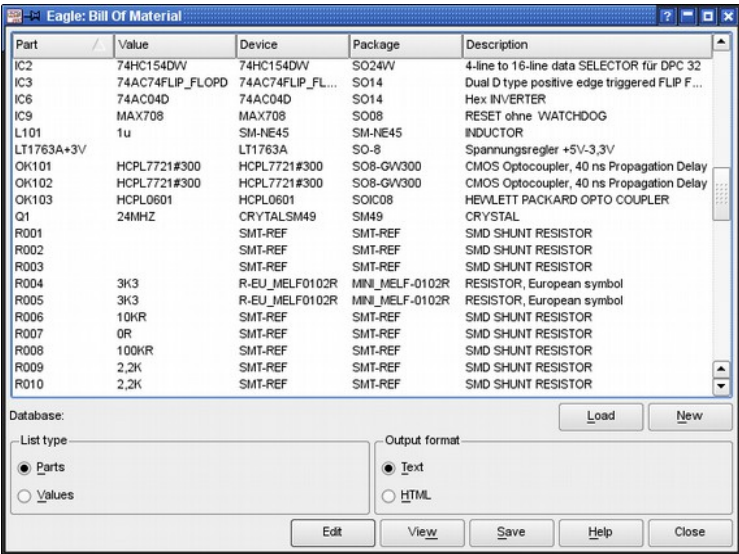 Eagle: Bill Of Material
Part Value Device Package Description
IC2 74HC154DW 74HC154DW SO24W 4-line to 16-line data SELECTOR für DPC 32
IC3 74AC74FLIP_FLOPD 74AC74FLIP_FL... SO14 Dual D type positive edge triggered FLIP F...
IC6 74AC04D 74AC04D SO14 Hex INVERTER
IC9 MAX708 MAX708 SO08 RESET ohne WATCHDOG
L101 1u SM-NE45 SM-NE45 INDUCTOR
LT1763A+3V LT1763A SO-8 Spannungsregler +5V-3,3V
OK101 HCPL7721#300 HCPL7721#300 SO8-GW300 CMOS Optocoupler, 40 ns Propagation Delay
OK102 HCPL7721#300 HCPL7721#300 SO8-GW300 CMOS Optocoupler, 40 ns Propagation Delay
OK103 HCPL0601 HCPL0601 SOIC08 HEWLETT PACKARD OPTO COUPLER
Q1 24MHZ CRYTALSM49 SM49 CRYSTAL
R001 SMT-REF SMT-REF SMD SHUNT RESISTOR
R002 SMT-REF SMT-REF SMD SHUNT RESISTOR
R003 SMT-REF SMT-REF SMD SHUNT RESISTOR
R004 3K3 R-EU_MELF0102R MINI_MELF-0102R RESISTOR, European symbol
R005 3K3 R-EU_MELF0102R MINI_MELF-0102R RESISTOR, European symbol
R006 10KR SMT-REF SMT-REF SMD SHUNT RESISTOR
R007 0R SMT-REF SMT-REF SMD SHUNT RESISTOR
R008 100KR SMT-REF SMT-REF SMD SHUNT RESISTOR
R009 2,2K SMT-REF SMT-REF SMD SHUNT RESISTOR
R010 2,2K SMT-REF SMT-REF SMD SHUNT RESISTOR
Database: Load New
List type Output format
Parts Text
Values HTML
Edit View Save Help Close